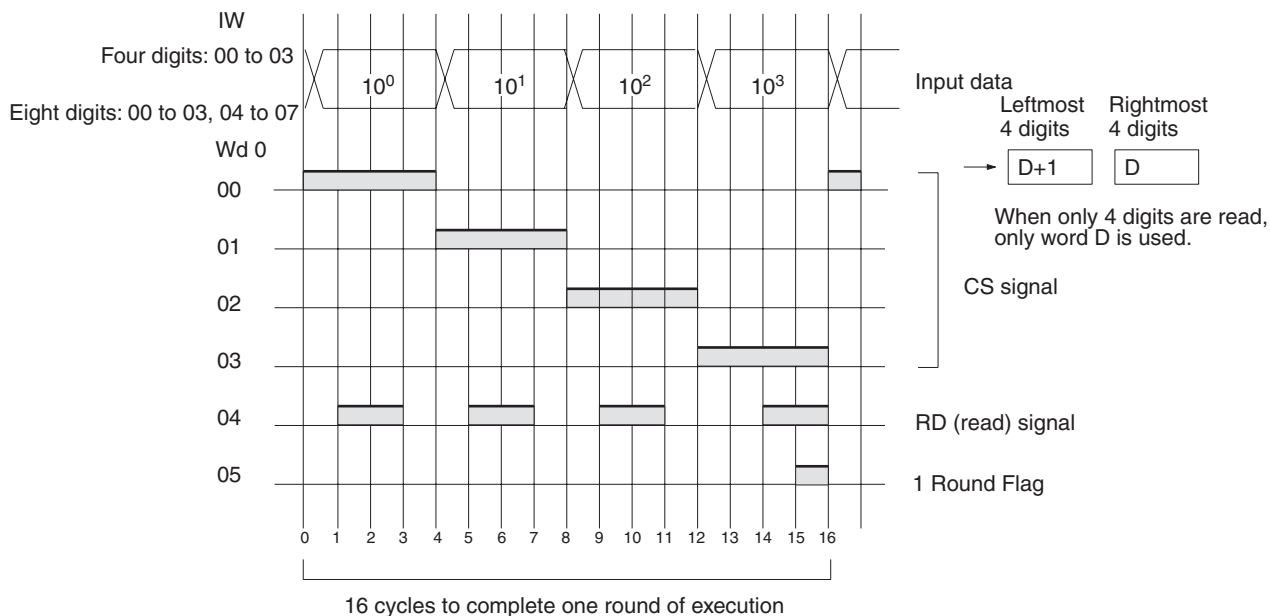 IW
Four digits: 00 to 03
10⁰ 10¹ 10² 10³
Input data
Eight digits: 00 to 03, 04 to 07
Leftmost 4 digits
Rightmost 4 digits
Wd 0
D+1
D
00
When only 4 digits are read,
only word D is used.
01
CS signal
02
03
04
RD (read) signal
05
1 Round Flag
0 1 2 3 4 5 6 7 8 9 10 11 12 13 14 15 16
16 cycles to complete one round of execution